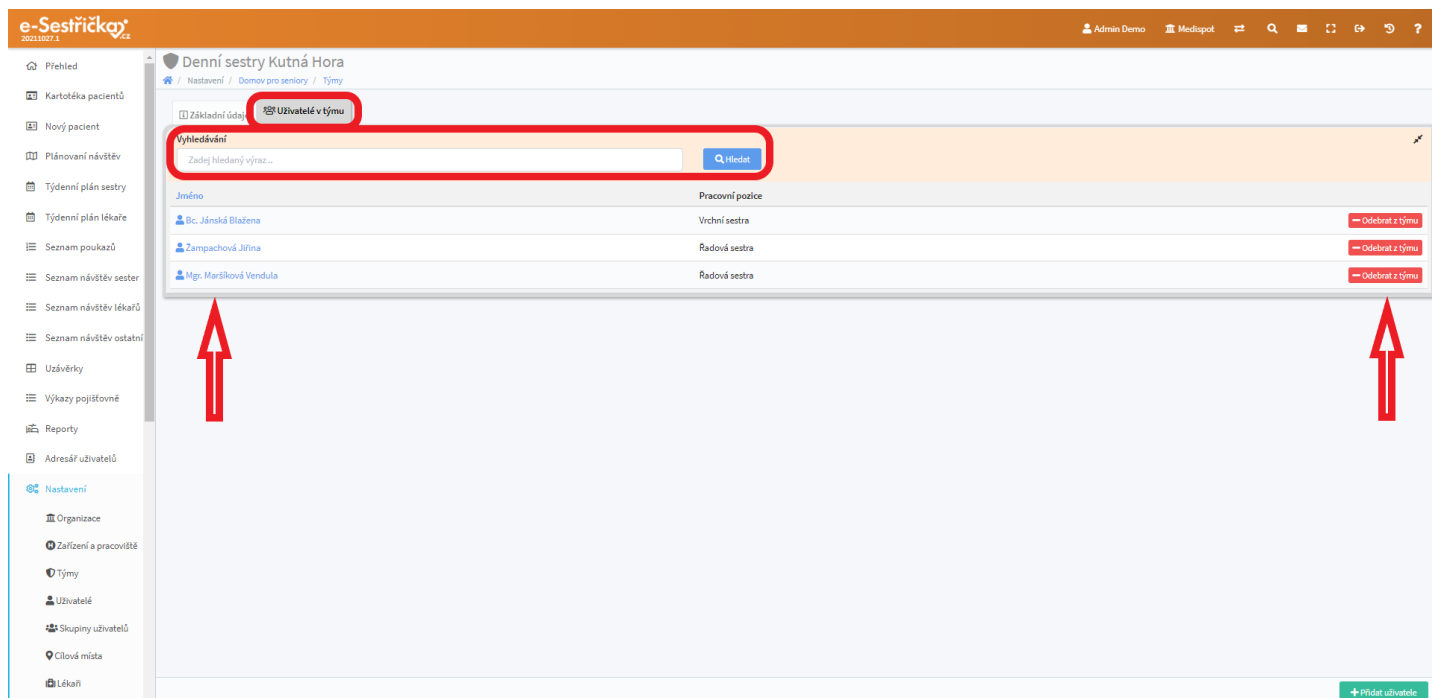 e-Sestřička.cz
20211027.1
Admin Demo Medispot ?
Přehled
Kartotéka pacientů
Nový pacient
Plánovaní návštěv
Týdenní plán sestry
Týdenní plán lékaře
Seznam poukazů
Seznam návštěv sester
Seznam návštěv lékařů
Seznam návštěv ostatní
Uzávěrky
Výkazy pojišťovně
Reporty
Adresář uživatelů
Nastavení
Organizace
Zařízení a pracoviště
Týmy
Uživatelé
Skupiny uživatelů
Cílová místa
Lékaři
Denní sestry Kutná Hora
/ Nastavení / Domov pro seniory / Týmy
Základní údaje
Uživatelé v týmu
Vyhledávání
Zadej hledaný výraz ..
Hledat
Jméno Pracovní pozice
Bc. Jánská Blažena Vrchní sestra Odebrat z týmu
Žampachová Jiřina Řadová sestra Odebrat z týmu
Mgr. Maršíková Vendula Řadová sestra Odebrat z týmu
Přidat uživatele